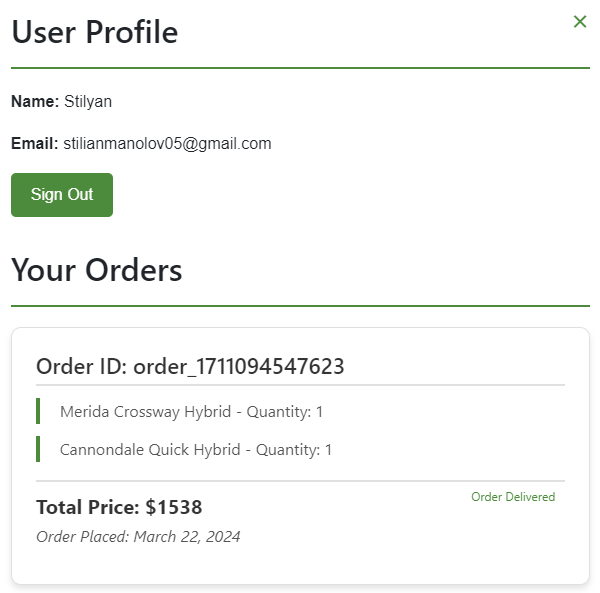 User Profile
Name: Stilyan
Email: stilianmanolov05@gmail.com
Sign Out
Your Orders
Order ID: order_1711094547623
Merida Crossway Hybrid - Quantity: 1
Cannondale Quick Hybrid - Quantity: 1
Total Price: $1538
Order Delivered
Order Placed: March 22, 2024